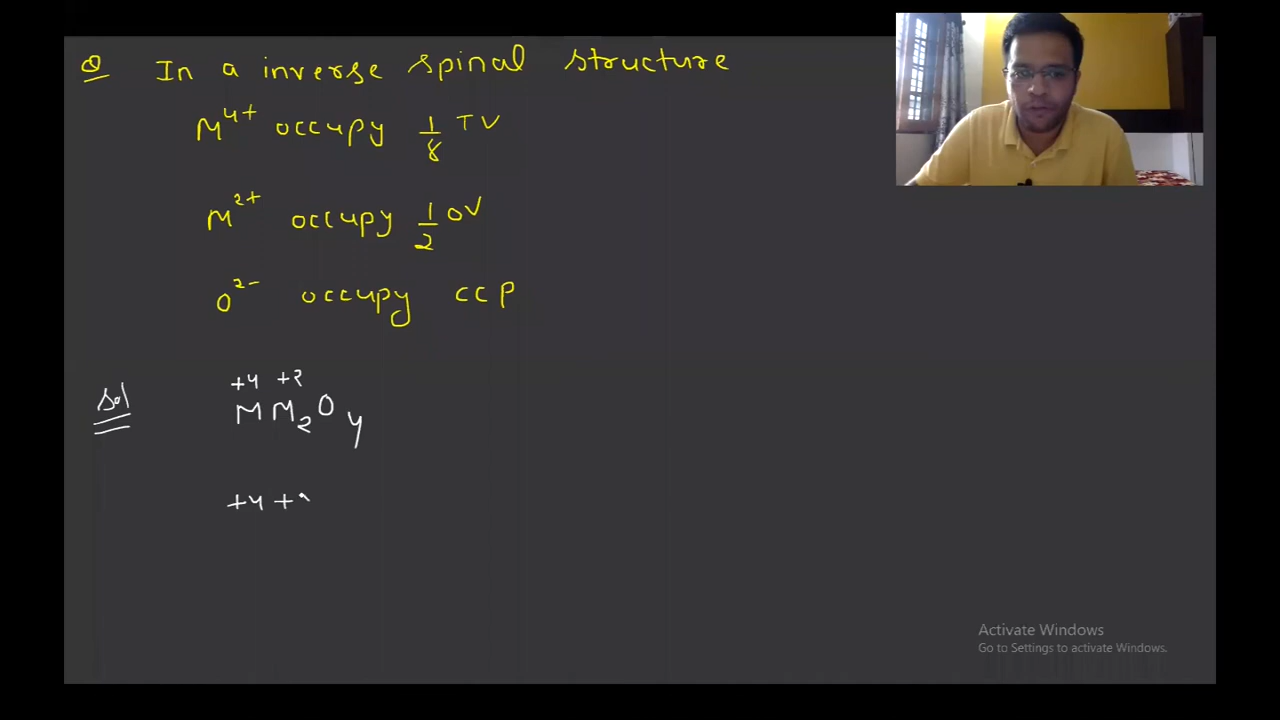 Q In a inverse spinal structure
M4+ occupy 1/8 TV
M2+ occupy 1/2 OV
O2- occupy CCP
+4 +2
Sol M M2 O y
+4 +
Activate Windows
Go to Settings to activate Windows.